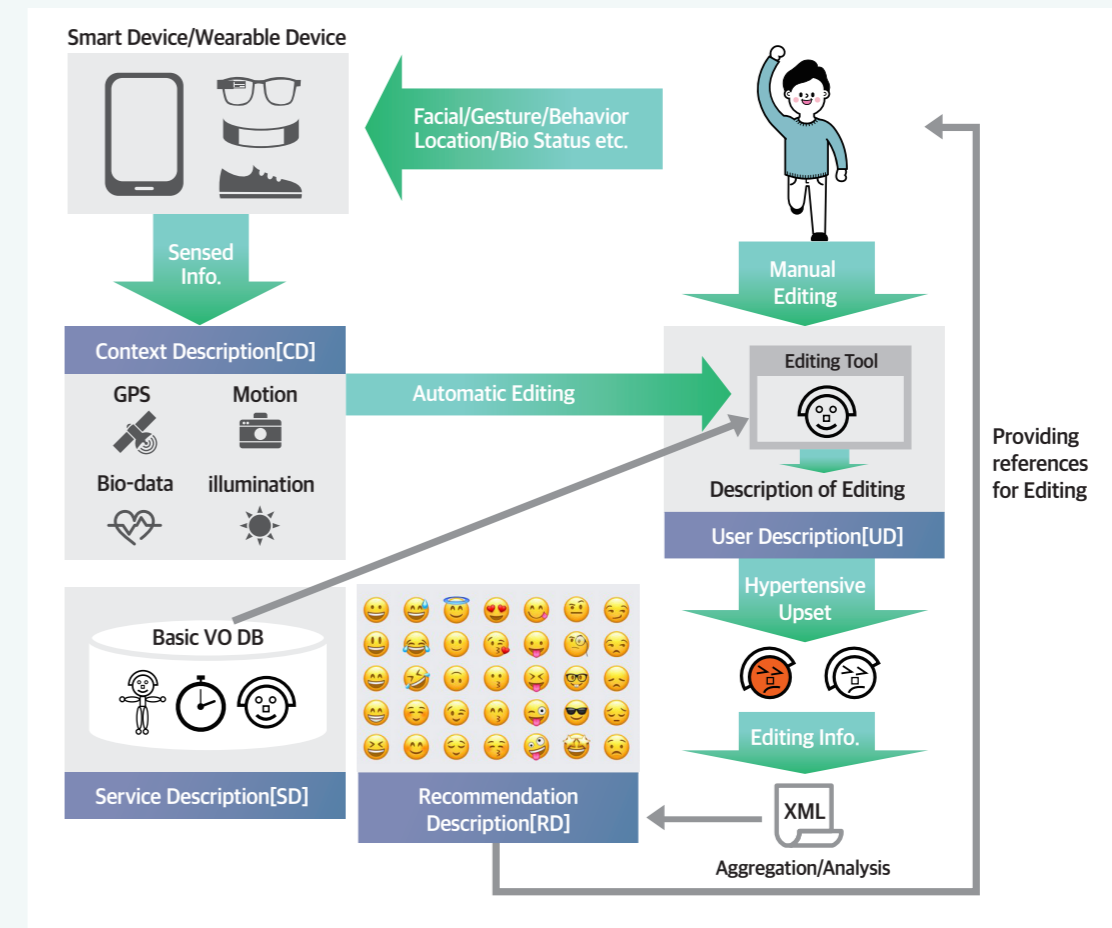 Smart Device/Wearable Device
Facial/Gesture/Behavior
Location/Bio Status etc.
Sensed
Info.
Manual
Editing
Context Description[CD]
GPS
Motion
Bio-data
illumination
Automatic Editing
Editing Tool
Description of Editing
User Description[UD]
Providing
references
for Editing
Hypertensive
Upset
Basic VO DB
Service Description[SD]
Recommendation
Description[RD]
Editing Info.
XML
Aggregation/Analysis